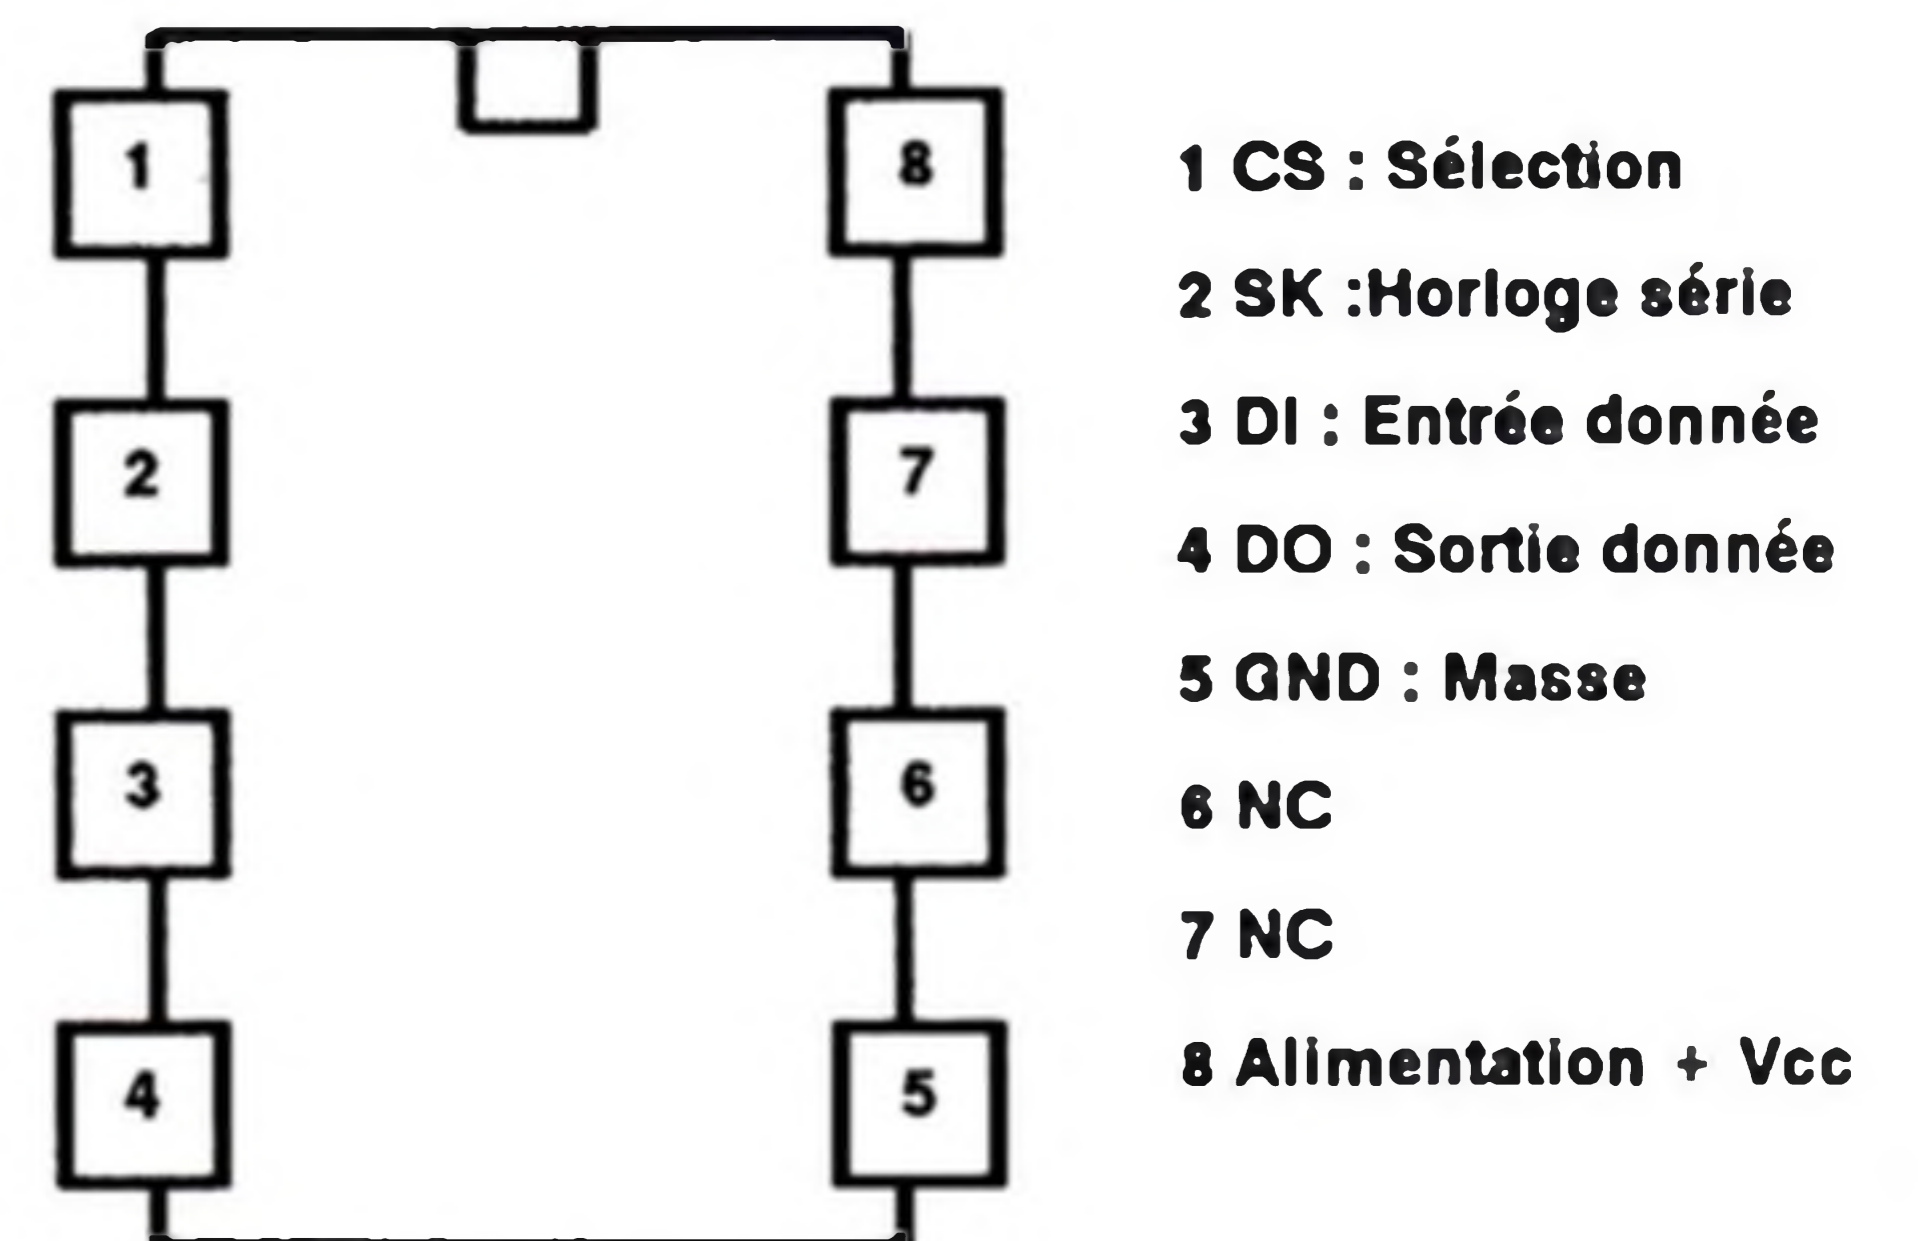 1
8
2
7
3
6
4
5
1 CS : Sélection
2 SK :Horloge série
3 DI : Entrée donnée
4 DO : Sortie donnée
5 GND : Masse
6 NC
7 NC
8 Alimentation + Vcc